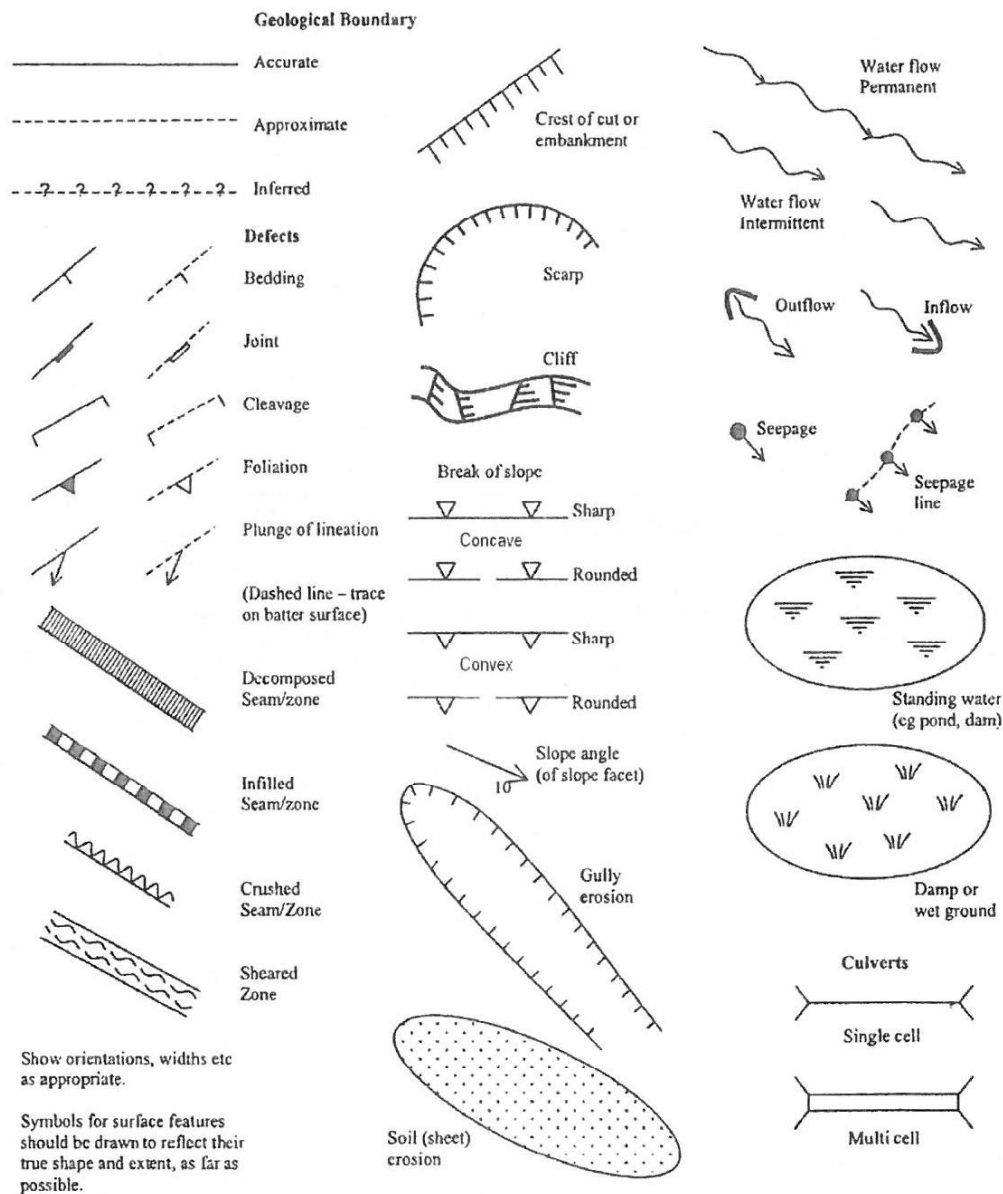 Geological Boundary
Accurate
Approximate
? ? ? ? ? ? ?
Inferred
Defects
Bedding
Joint
Cleavage
Foliation
Plunge of lineation
(Dashed line – trace
on batter surface)
Decomposed
Seam/zone
Infilled
Seam/zone
Crushed
Seam/Zone
Sheared
Zone
Show orientations, widths etc
as appropriate.
Symbols for surface features
should be drawn to reflect their
true shape and extent, as far as
possible.
Crest of cut or
embankment
Scarp
Cliff
Break of slope
Sharp
Concave
Rounded
Sharp
Convex
Rounded
Slope angle
(of slope facet)
10
Gully
erosion
Soil (sheet)
erosion
Water flow
Permanent
Water flow
Intermittent
Outflow
Inflow
Seepage
Seepage
line
Standing water
(eg pond, dam)
Damp or
wet ground
Culverts
Single cell
Multi cell